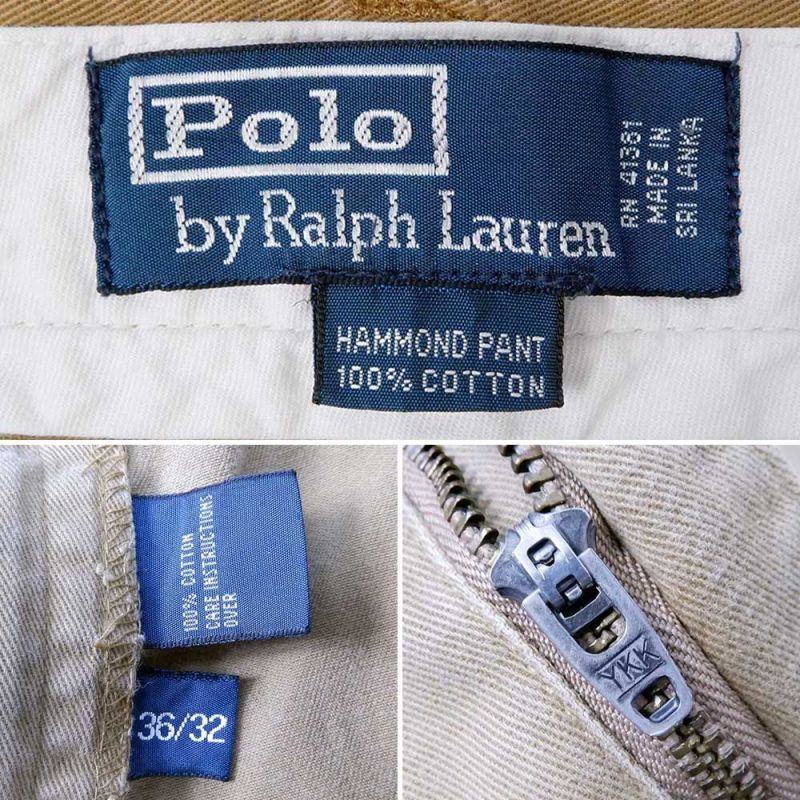 Polo
by Ralph Lauren
RN 41381
MADE IN
SRI LANKA
HAMMOND PANT
100% COTTON
100% COTTON
CARE INSTRUCTIONS
OVER
36/32
YKK